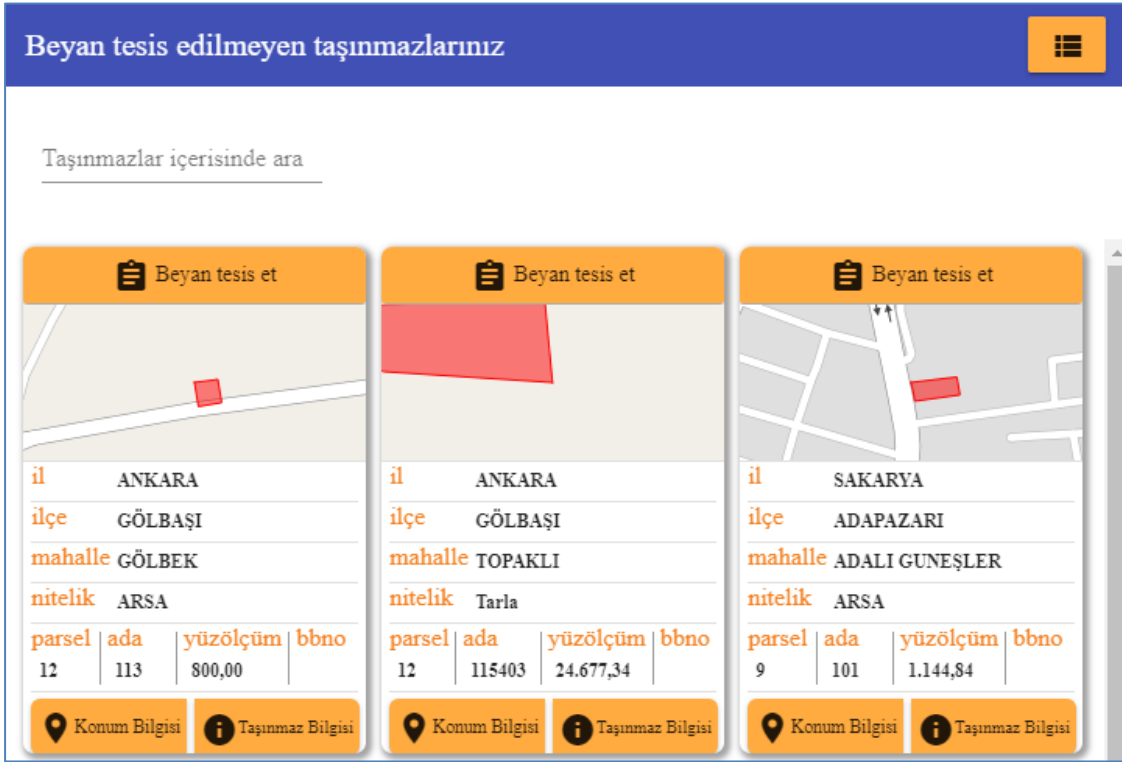 Beyan tesis edilmeyen taşınmazlarınız
Taşınmazlar içerisinde ara
Beyan tesis et
il ANKARA
ilçe GÖLBAŞI
mahalle GÖLBEK
nitelik ARSA
parsel ada yüzölçüm bbno
12 113 800,00
Konum Bilgisi Taşınmaz Bilgisi
Beyan tesis et
il ANKARA
ilçe GÖLBAŞI
mahalle TOPAKLI
nitelik Tarla
parsel ada yüzölçüm bbno
12 115403 24.677,34
Konum Bilgisi Taşınmaz Bilgisi
Beyan tesis et
il SAKARYA
ilçe ADAPAZARI
mahalle ADALI GUNEŞLER
nitelik ARSA
parsel ada yüzölçüm bbno
9 101 1.144,84
Konum Bilgisi Taşınmaz Bilgisi